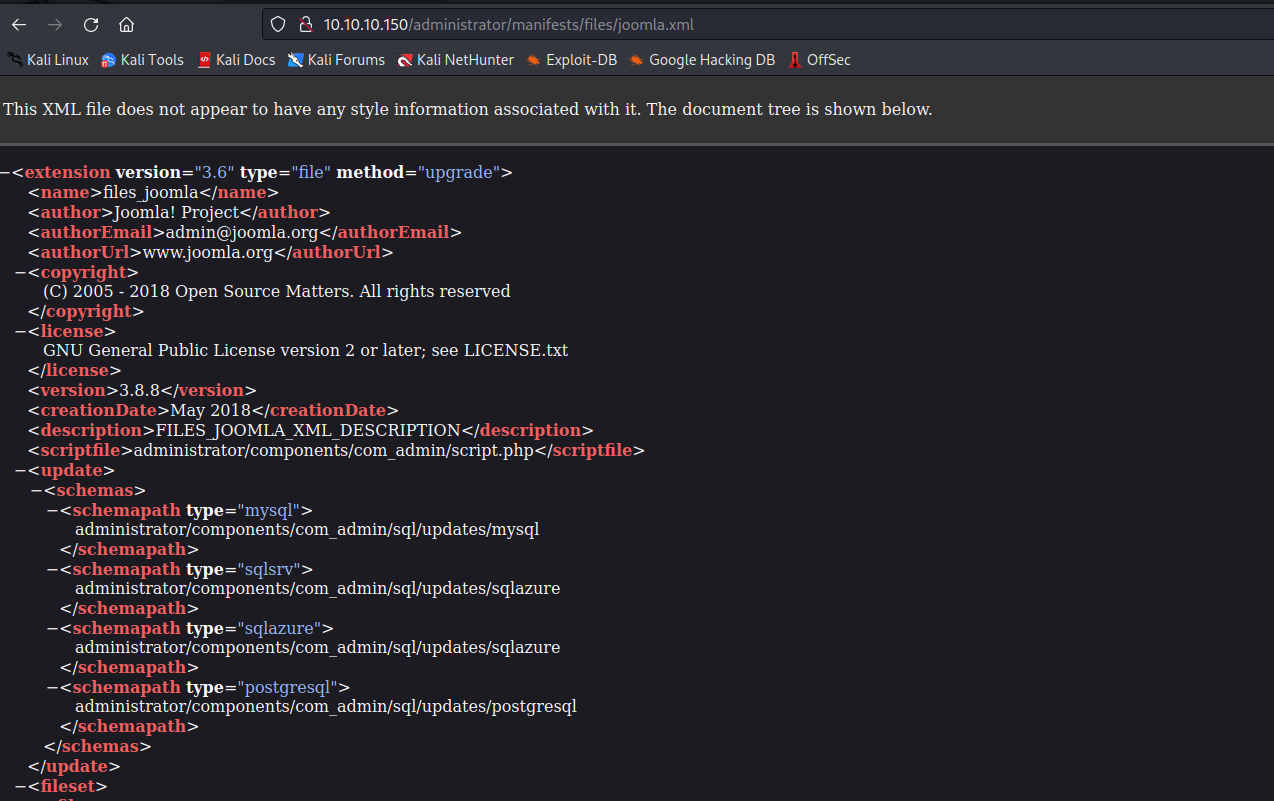 10.10.10.150/administrator/manifests/files/joomla.xml
Kali Linux Kali Tools Kali Docs Kali Forums Kali NetHunter Exploit-DB Google Hacking DB OffSec
This XML file does not appear to have any style information associated with it. The document tree is shown below.
−<extension version="3.6" type="file" method="upgrade">
<name>files_joomla</name>
<author>Joomla! Project</author>
<authorEmail>admin@joomla.org</authorEmail>
<authorUrl>www.joomla.org</authorUrl>
−<copyright>
(C) 2005 - 2018 Open Source Matters. All rights reserved
</copyright>
−<license>
GNU General Public License version 2 or later; see LICENSE.txt
</license>
<version>3.8.8</version>
<creationDate>May 2018</creationDate>
<description>FILES_JOOMLA_XML_DESCRIPTION</description>
<scriptfile>administrator/components/com_admin/script.php</scriptfile>
−<update>
−<schemas>
−<schemapath type="mysql">
administrator/components/com_admin/sql/updates/mysql
</schemapath>
−<schemapath type="sqlsrv">
administrator/components/com_admin/sql/updates/sqlazure
</schemapath>
−<schemapath type="sqlazure">
administrator/components/com_admin/sql/updates/sqlazure
</schemapath>
−<schemapath type="postgresql">
administrator/components/com_admin/sql/updates/postgresql
</schemapath>
</schemas>
</update>
−<fileset>